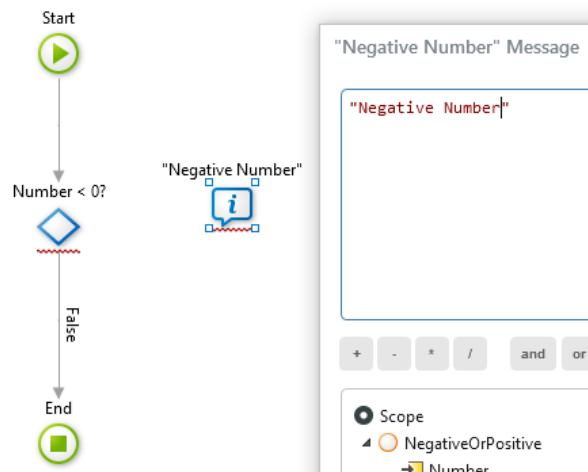 Start
Number < 0?
False
End
"Negative Number"
"Negative Number" Message
"Negative Number"
+ - * / and or
Scope
NegativeOrPositive
Number